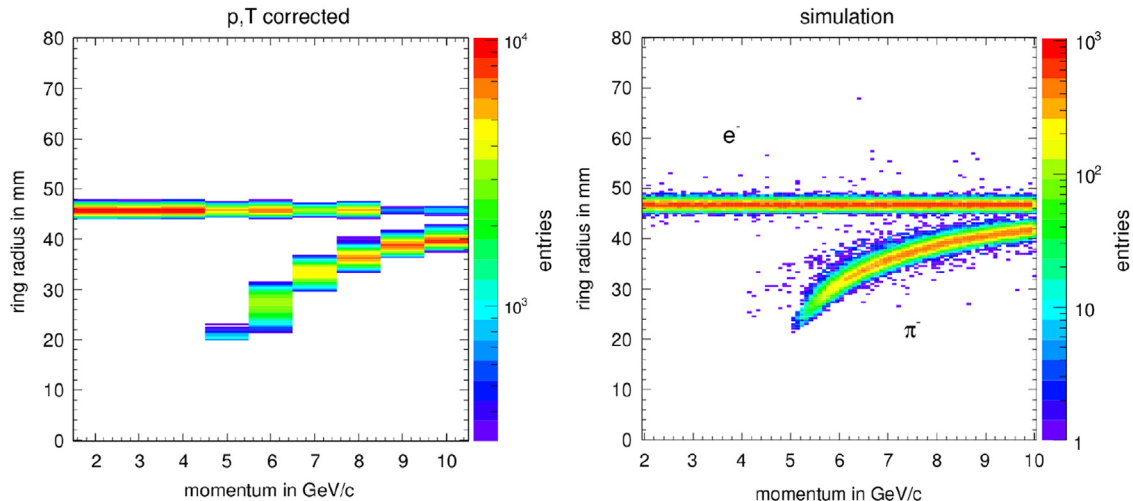 p,T corrected
simulation
ring radius in mm
80
70
60
50
40
30
20
10
0
2 3 4 5 6 7 8 9 10
momentum in GeV/c
10⁴
10³
entries
ring radius in mm
80
70
60
50
40
30
20
10
0
e⁻
π⁻
2 3 4 5 6 7 8 9 10
momentum in GeV/c
10³
10²
10
1
entries